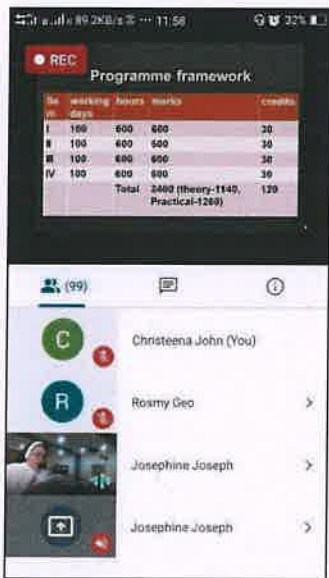 89.2KB/s ··· 11:58 32%
REC
Programme framework
Se working hours marks credits
m days
I 100 600 600 30
II 100 600 600 30
III 100 600 600 30
IV 100 600 600 30
Total 2400 (theory-1140, 120
Practical-1260)
(99)
C Christeena John (You)
R Rosmy Geo
Josephine Joseph
Josephine Joseph